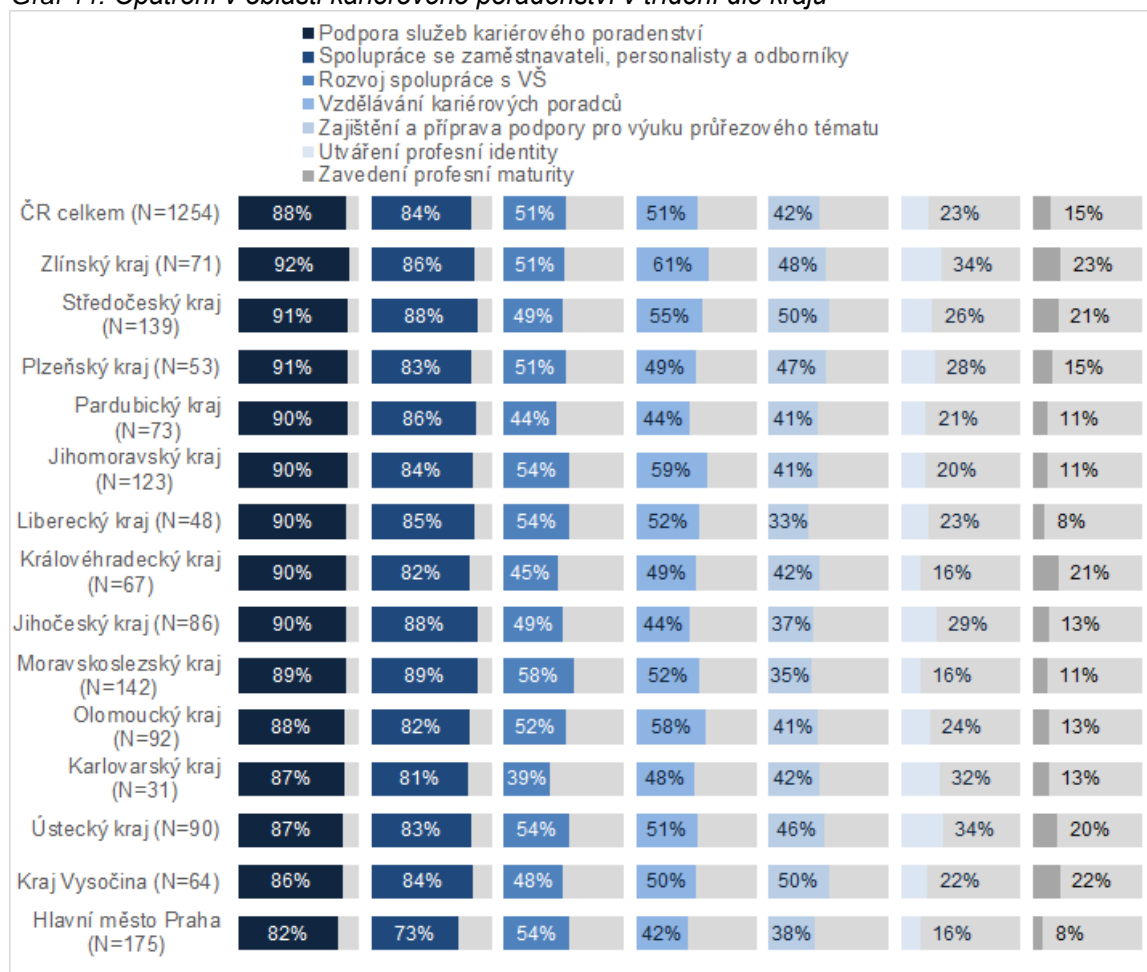 Graf 11: Opatření v oblasti kariérového poradenství v třídění dle krajů
Podpora služeb kariérového poradenství
Spolupráce se zaměstnavateli, personalisty a odborníky
Rozvoj spolupráce s VŠ
Vzdělávání kariérových poradců
Zajištění a příprava podpory pro výuku průřezového tématu
Utváření profesní identity
Zavedení profesní maturity
ČR celkem (N=1254) 88% 84% 51% 51% 42% 23% 15%
Zlínský kraj (N=71) 92% 86% 51% 61% 48% 34% 23%
Středočeský kraj
(N=139) 91% 88% 49% 55% 50% 26% 21%
Plzeňský kraj (N=53) 91% 83% 51% 49% 47% 28% 15%
Pardubický kraj
(N=73) 90% 86% 44% 44% 41% 21% 11%
Jihomoravský kraj
(N=123) 90% 84% 54% 59% 41% 20% 11%
Liberecký kraj (N=48) 90% 85% 54% 52% 33% 23% 8%
Královéhradecký kraj
(N=67) 90% 82% 45% 49% 42% 16% 21%
Jihočeský kraj (N=86) 90% 88% 49% 44% 37% 29% 13%
Moravskoslezský kraj
(N=142) 89% 89% 58% 52% 35% 16% 11%
Olomoucký kraj
(N=92) 88% 82% 52% 58% 41% 24% 13%
Karlovarský kraj
(N=31) 87% 81% 39% 48% 42% 32% 13%
Ústecký kraj (N=90) 87% 83% 54% 51% 46% 34% 20%
Kraj Vysočina (N=64) 86% 84% 48% 50% 50% 22% 22%
Hlavní město Praha
(N=175) 82% 73% 54% 42% 38% 16% 8%